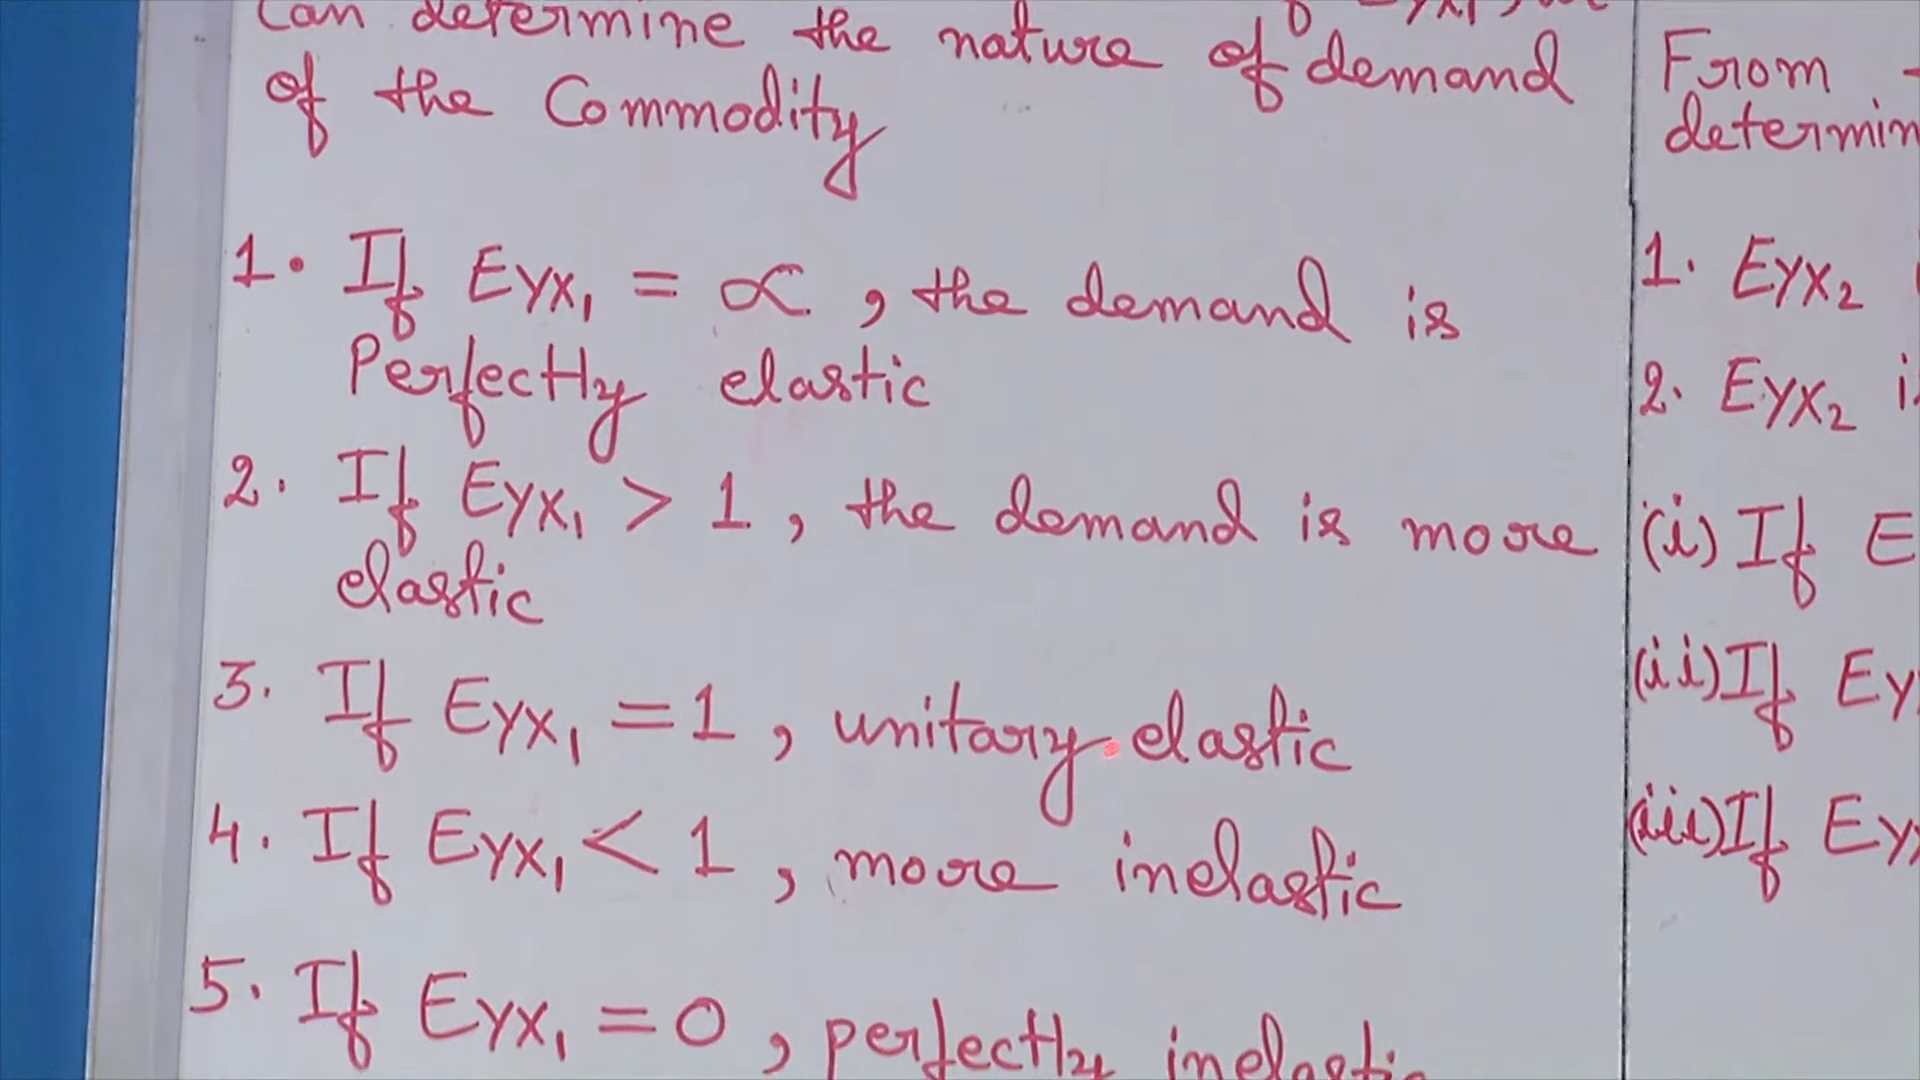 Can determine the nature of demand
of the Commodity
1. If EYX₁ = ∝, the demand is
Perfectly elastic
2. If EYX₁ > 1, the demand is more
elastic
3. If EYX₁ = 1, unitary elastic
4. If EYX₁ < 1, more inelastic
5. If EYX₁ = 0, perfectly inelastic
From
determin
1. EYX₂
2. EYX₂ i
(i) If E
(ii) If EY
(iii) If EY